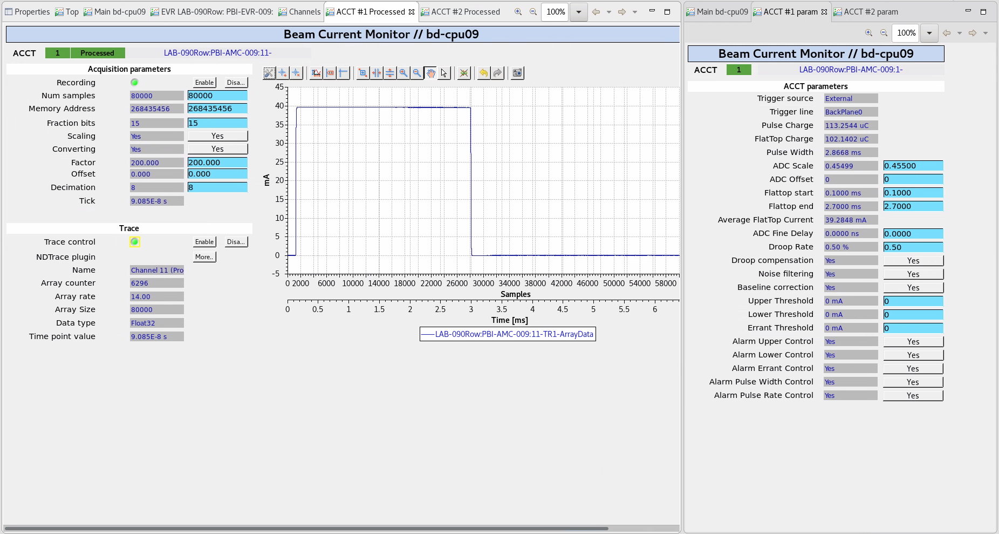 Properties Top Main bd-cpu09 EVR LAB-090Row: PBI-EVR-009: Channels ACCT #1 Processed ACCT #2 Processed 100%
Beam Current Monitor // bd-cpu09
ACCT 1 Processed LAB-090Row:PBI-AMC-009:11-
Acquisition parameters
Recording Enable Disa...
Num samples 80000 80000
Memory Address 268435456 268435456
Fraction bits 15 15
Scaling Yes Yes
Converting Yes Yes
Factor 200.000 200.000
Offset 0.000 0.000
Decimation 8 8
Tick 9.085E-8 s
Trace
Trace control Enable Disa...
NDTrace plugin More..
Name Channel 11 (Pro
Array counter 6296
Array rate 14.00
Array Size 80000
Data type Float32
Time point value 9.085E-8 s
45
40
35
30
25
20
15
10
5
0
-5
mA
0 2000 6000 10000 14000 18000 22000 26000 30000 34000 38000 42000 46000 50000 54000 58000
Samples
0 0.5 1 1.5 2 2.5 3 3.5 4 4.5 5 5.5 6
Time [ms]
LAB-090Row:PBI-AMC-009:11-TR1-ArrayData
Main bd-cpu09 ACCT #1 param ACCT #2 param
100%
Beam Current Monitor // bd-cpu09
ACCT 1 LAB-090Row:PBI-AMC-009:1-
ACCT parameters
Trigger source External
Trigger line BackPlane0
Pulse Charge 113.2544 uC
FlatTop Charge 102.1402 uC
Pulse Width 2.8668 ms
ADC Scale 0.45499 0.45500
ADC Offset 0 0
Flattop start 0.1000 ms 0.1000
Flattop end 2.7000 ms 2.7000
Average FlatTop Current 39.2848 mA
ADC Fine Delay 0.0000 ns 0.0000
Droop Rate 0.50 % 0.50
Droop compensation Yes Yes
Noise filtering Yes Yes
Baseline correction Yes Yes
Upper Threshold 0 mA 0
Lower Threshold 0 mA 0
Errant Threshold 0 mA 0
Alarm Upper Control Yes Yes
Alarm Lower Control Yes Yes
Alarm Errant Control Yes Yes
Alarm Pulse Width Control Yes Yes
Alarm Pulse Rate Control Yes Yes